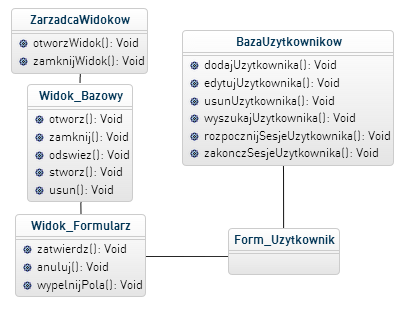 ZarzadcaWidokow
otworzWidok(): Void
zamknijWidok(): Void
Widok_Bazowy
otworz(): Void
zamknij(): Void
odswiez(): Void
stworz(): Void
usun(): Void
Widok_Formularz
zatwierdz(): Void
anuluj(): Void
wypelnijPola(): Void
BazaUzytkownikow
dodajUzytkownika(): Void
edytujUzytkownika(): Void
usunUzytkownika(): Void
wyszukajUzytkownika(): Void
rozpocznijSesjeUzytkownika(): Void
zakonczSesjeUzytkownika(): Void
Form_Uzytkownik